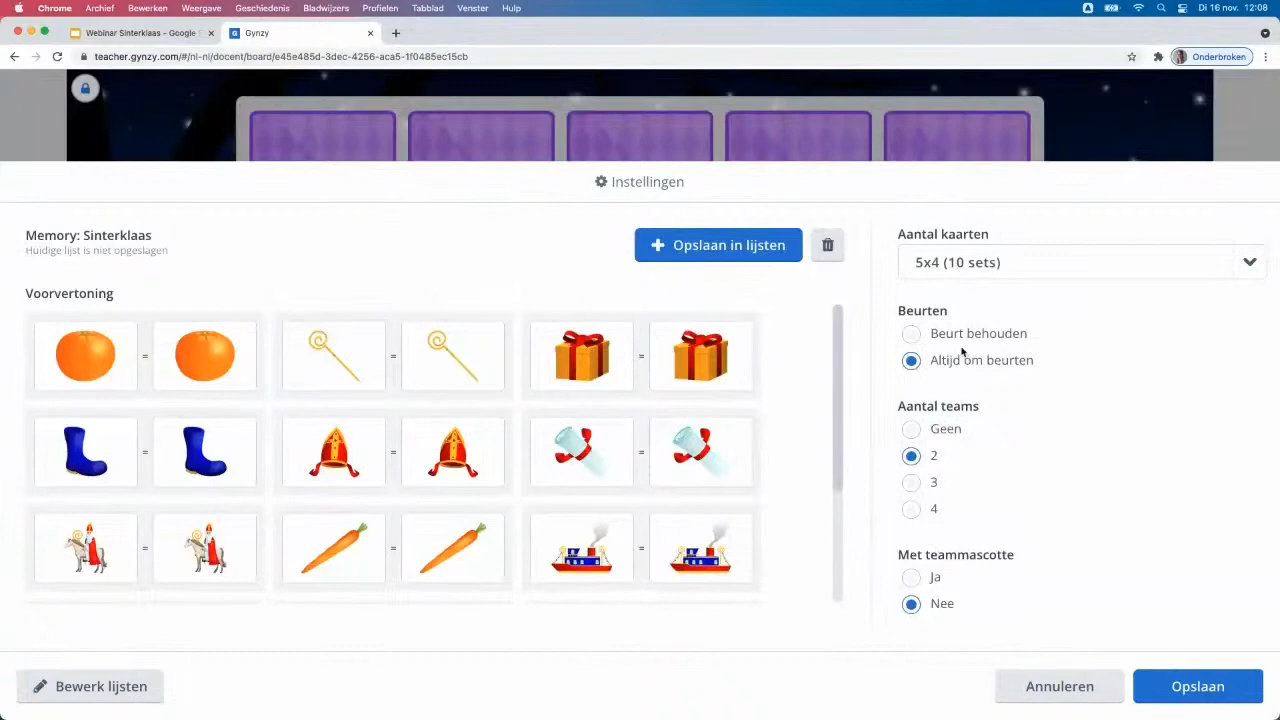 Chrome Archief Bewerken Weergave Geschiedenis Bladwijzers Profielen Tabblad Venster Hulp Di 16 nov. 12:08
Webinar Sinterklaas - Google S Gynzy
teacher.gynzy.com/#/nl-nl/docent/board/e45e485d-3dec-4256-aca5-1f0485ec15cb Onderbroken
Instellingen
Memory: Sinterklaas
Huidige lijst is niet opgeslagen
Opslaan in lijsten
Voorvertoning
= = =
= = =
= = =
Aantal kaarten
5x4 (10 sets)
Beurten
Beurt behouden
Altijd om beurten
Aantal teams
Geen
2
3
4
Met teammascotte
Ja
Nee
Bewerk lijsten Annuleren Opslaan